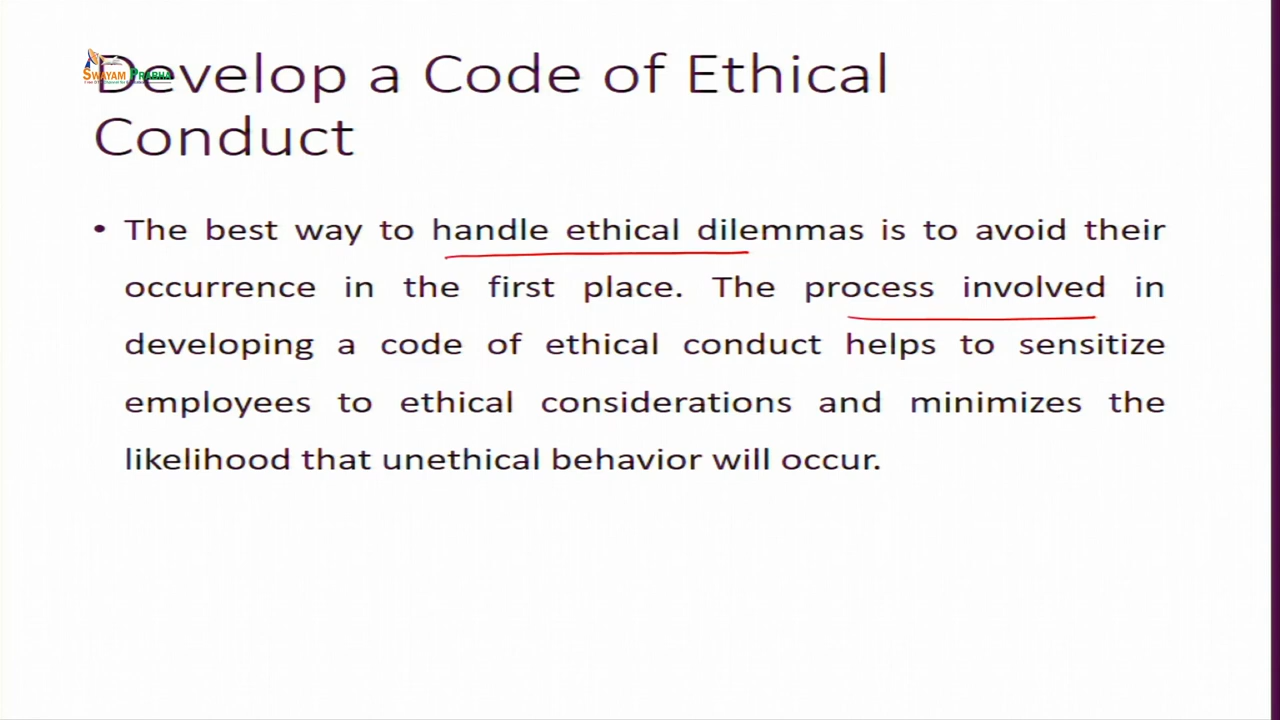 Develop a Code of Ethical
Conduct
SWAYAM PRABHA
• The best way to handle ethical dilemmas is to avoid their
occurrence in the first place. The process involved in
developing a code of ethical conduct helps to sensitize
employees to ethical considerations and minimizes the
likelihood that unethical behavior will occur.